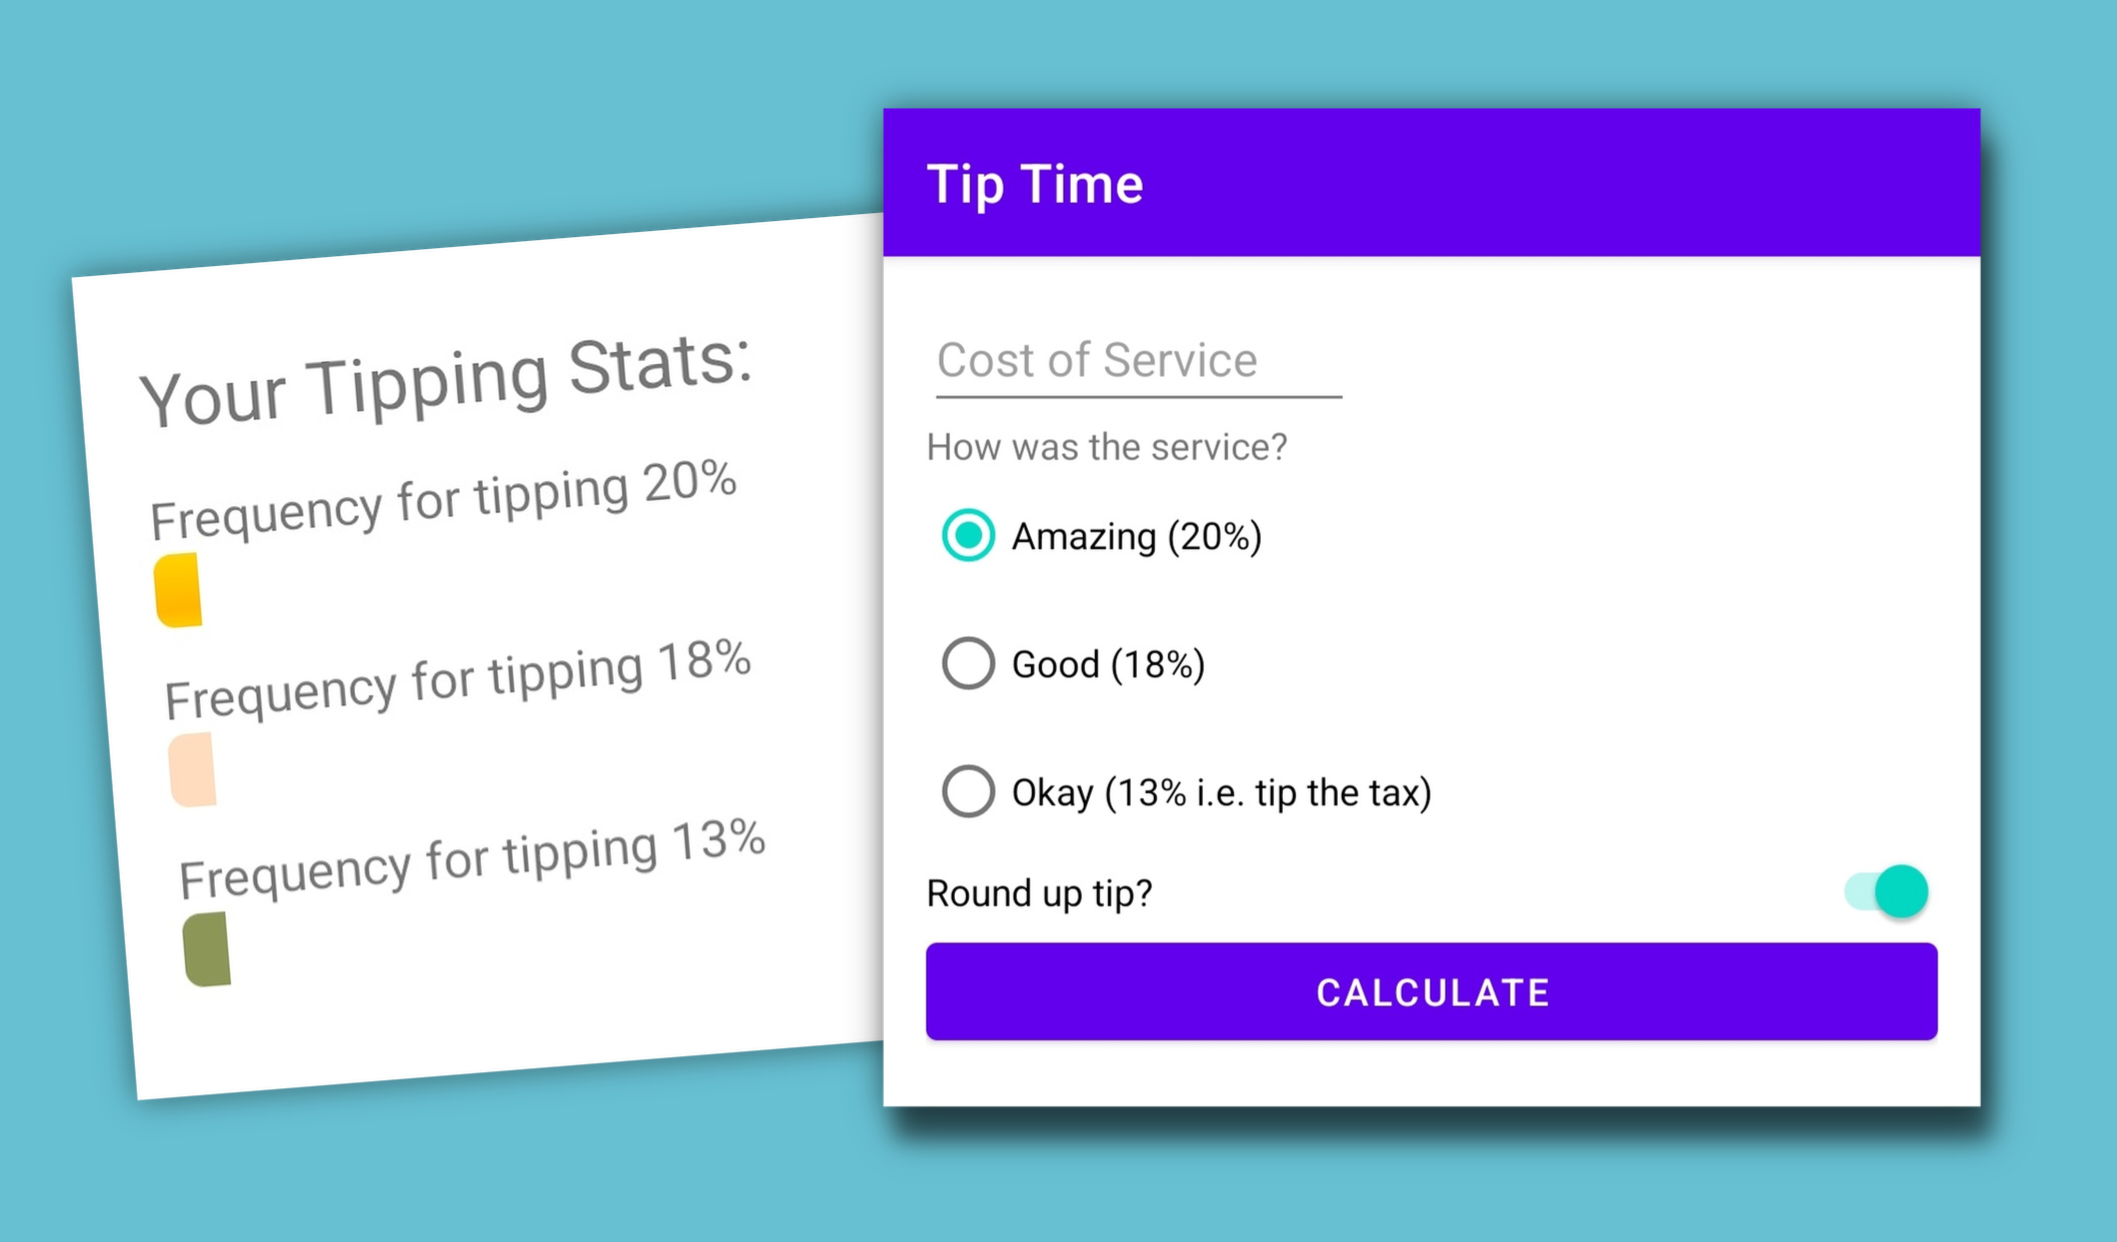 Your Tipping Stats:
Frequency for tipping 20%
Frequency for tipping 18%
Frequency for tipping 13%
Tip Time
Cost of Service
How was the service?
Amazing (20%)
Good (18%)
Okay (13% i.e. tip the tax)
Round up tip?
CALCULATE